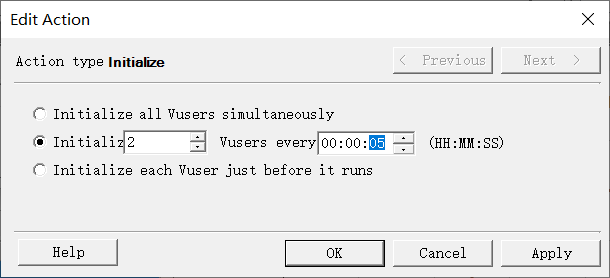 Edit Action
Action type Initialize
< Previous
Next >
Initialize all Vusers simultaneously
Initializ 2 Vusers every 00:00:05 (HH:MM:SS)
Initialize each Vuser just before it runs
Help
OK
Cancel
Apply